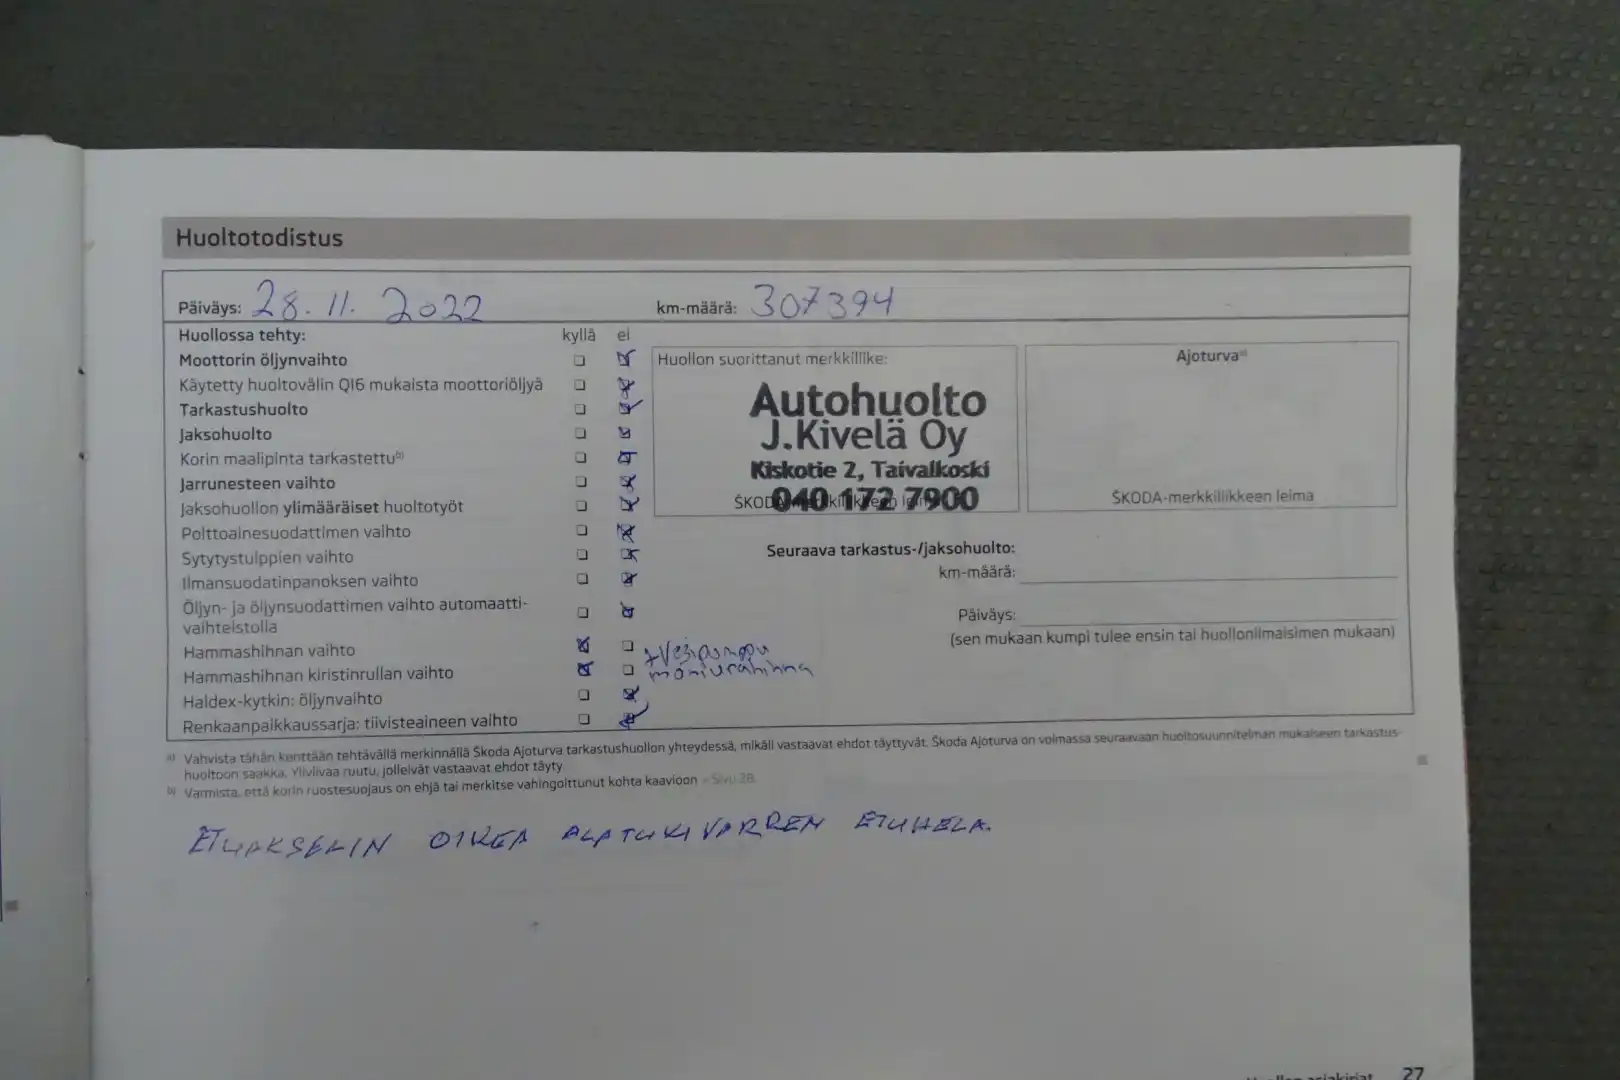 Huoltotodistus
Päiväys: 28.11.2022 km-määrä: 307394
Huollossa tehty: kyllä ei
Moottorin öljynvaihto
Huollon suorittanut merkkiliike:
Ajoturva a)
Käytetty huoltovälin QI6 mukaista moottoriöljyä
Tarkastushuolto
Autohuolto
Jaksohuolto
J.Kivelä Oy
Korin maalipinta tarkastettu b)
Kiskotie 2, Taivalkoski
Jarrunesteen vaihto
040 172 7900
ŠKODA-merkkiliikkeen leima
ŠKODA-merkkiliikkeen leima
Jaksohuollon ylimääräiset huoltotyöt
Polttoainesuodattimen vaihto
Sytytystulppien vaihto
Seuraava tarkastus-/jaksohuolto:
Ilmansuodatinpanoksen vaihto
km-määrä:
Öljyn- ja öljynsuodattimen vaihto automaatti-
vaihteistolla
Päiväys:
(sen mukaan kumpi tulee ensin tai huollonilmaisimen mukaan)
Hammashihnan vaihto
+Vesipumppu
Hammashihnan kiristinrullan vaihto
moniurahihna
Haldex-kytkin: öljynvaihto
Renkaanpaikkaussarja: tiivisteaineen vaihto
a) Vahvista tähän kenttään tehtävällä merkinnällä Škoda Ajoturva tarkastushuollon yhteydessä, mikäli vastaavat ehdot täyttyvät. Škoda Ajoturva on voimassa seuraavaan huoltosuunnitelman mukaiseen tarkastus-
huoltoon saakka. Yliviivaa ruutu, jolleivät vastaavat ehdot täyty
b) Varmista, että korin ruostesuojaus on ehjä tai merkitse vahingoittunut kohta kaavioon » Sivu 28.
ETUAKSELIN OIKEA ALATUKIVARREN ETUHELA.
27